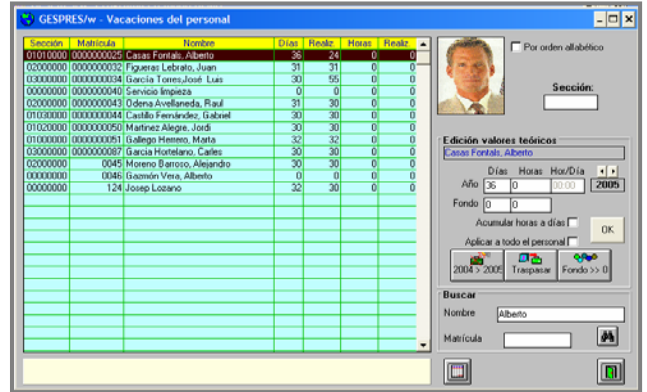 GESPRES/w - Vacaciones del personal
Sección Matrícula Nombre Días Realiz. Horas Realiz.
01010000 0000000025 Casas Fontals, Alberto 36 24 0 0
02000000 0000000032 Figueras Lebrato, Juan 31 31 0 0
03000000 0000000034 García Torres,José Luis 30 55 0 0
00000000 0000000040 Servicio limpieza 0 0 0 0
02000000 0000000043 Odena Avellaneda, Raul 31 30 0 0
01030000 0000000044 Castillo Fernández, Gabriel 30 30 0 0
01020000 0000000050 Martinez Alegre, Jordi 30 30 0 0
01000000 0000000051 Gallego Herrero, Marta 32 32 0 0
03000000 0000000087 Garcia Hortelano, Carles 30 30 0 0
02000000 0045 Moreno Barroso, Alejandro 30 30 0 0
00000000 0046 Gazmón Vera, Alberto 0 0 0 0
00000000 124 Josep Lozano 32 30 0 0
Por orden alfabético
Sección:
Edición valores teóricos
Casas Fontals, Alberto
Días Horas Hor/Día
Año 36 0 00:00 2005
Fondo 0 0
Acumular horas a días
Aplicar a todo el personal
OK
2004 > 2005 Traspasar Fondo >> 0
Buscar
Nombre Alberto
Matrícula